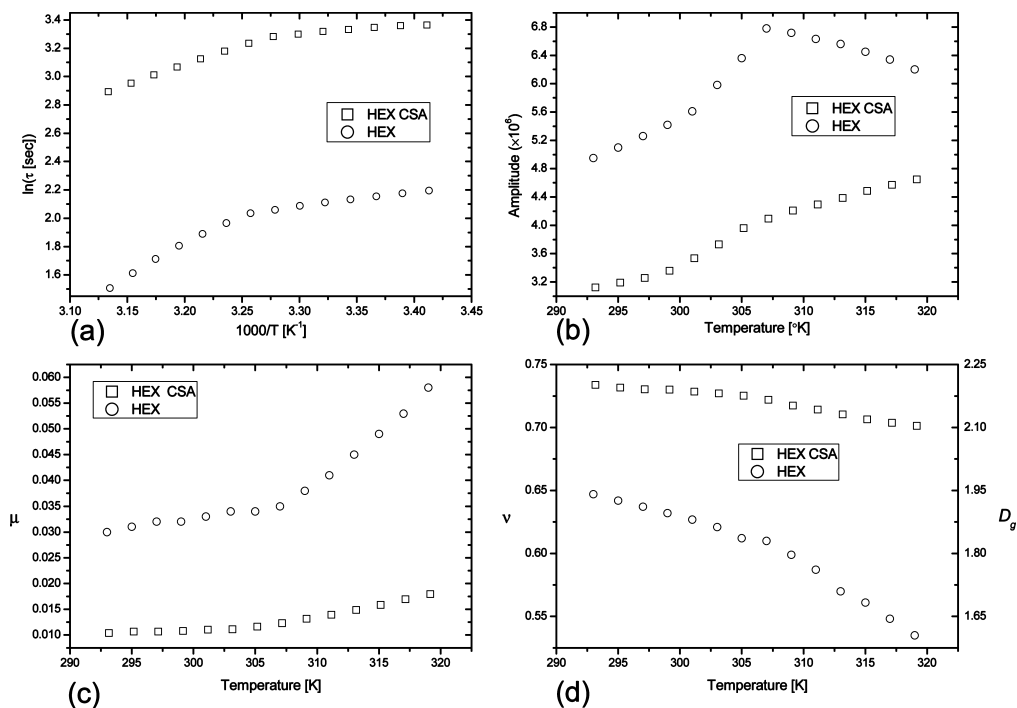 3.4
3.2
3.0
2.8
2.6
2.4
2.2
2.0
1.8
1.6
ln(τ [sec])
HEX CSA
HEX
3.10 3.15 3.20 3.25 3.30 3.35 3.40 3.45
(a) 1000/T [K⁻¹]
6.8
6.4
6.0
5.6
5.2
4.8
4.4
4.0
3.6
3.2
Amplitude (×10⁶)
HEX CSA
HEX
290 295 300 305 310 315 320
(b) Temperature [°K]
0.060
0.055
0.050
0.045
0.040
0.035
0.030
0.025
0.020
0.015
0.010
μ
HEX CSA
HEX
290 295 300 305 310 315 320
(c) Temperature [K]
0.75
0.70
0.65
0.60
0.55
ν
HEX CSA
HEX
2.25
2.10
1.95
1.80
1.65
D_g
290 295 300 305 310 315 320
(d) Temperature [K]